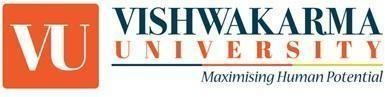 VU
VISHWAKARMA
UNIVERSITY
Maximising Human Potential